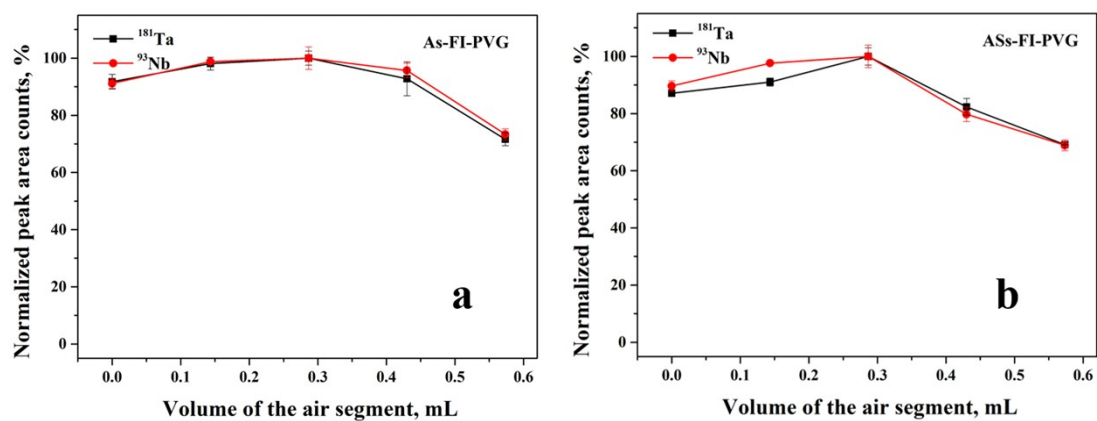 ¹⁸¹Ta
⁹³Nb
As-FI-PVG
Normalized peak area counts, %
100
80
60
40
20
0
a
0.0 0.1 0.2 0.3 0.4 0.5 0.6
Volume of the air segment, mL
¹⁸¹Ta
⁹³Nb
ASs-FI-PVG
Normalized peak area counts, %
100
80
60
40
20
0
b
0.0 0.1 0.2 0.3 0.4 0.5 0.6
Volume of the air segment, mL